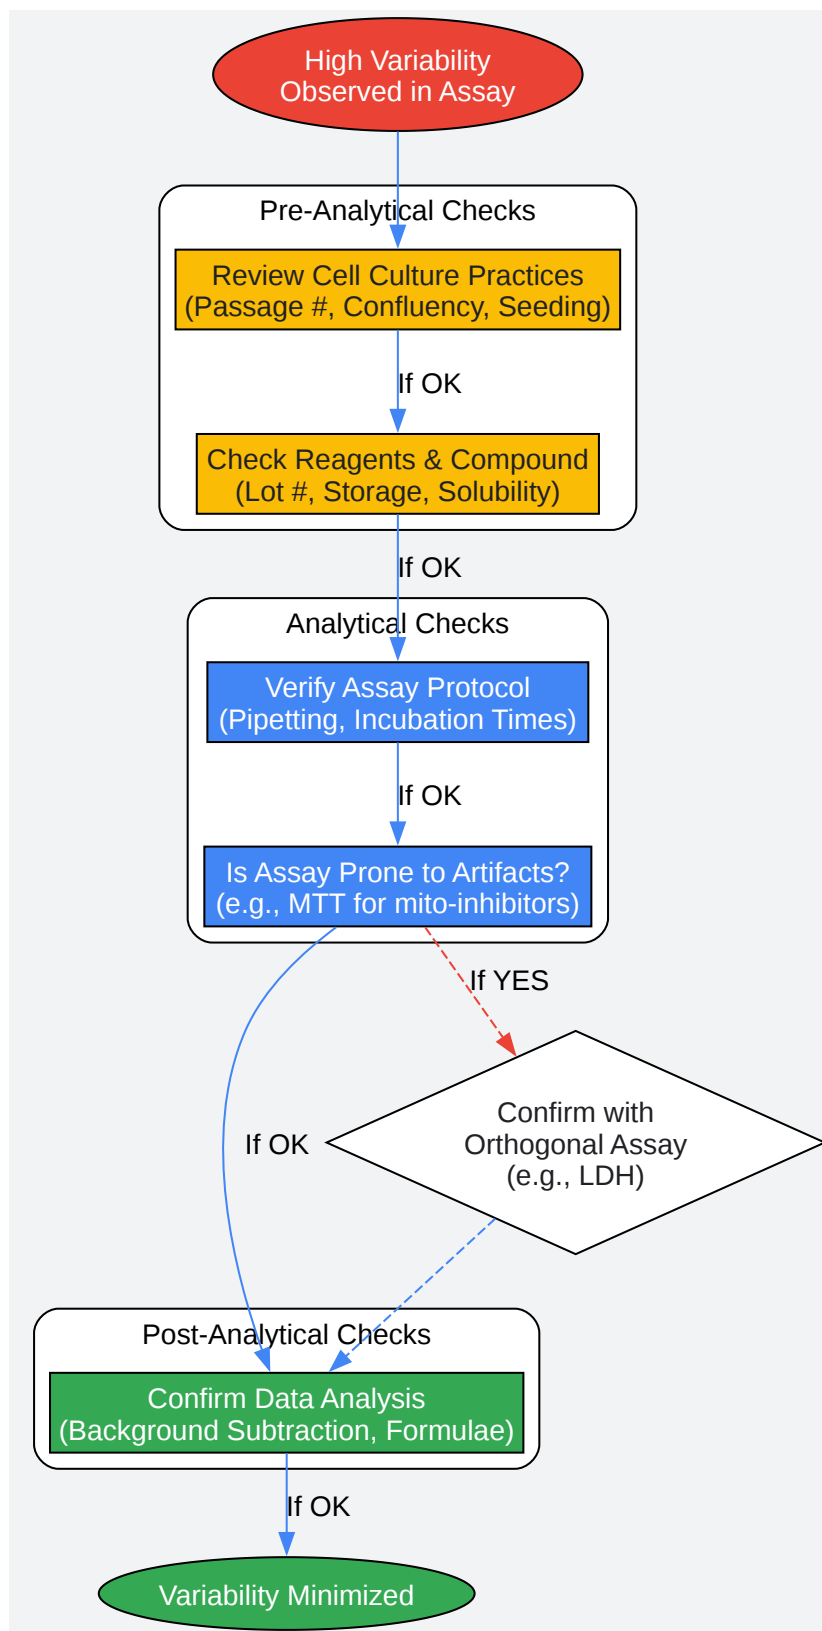 High Variability
Observed in Assay
Pre-Analytical Checks
Review Cell Culture Practices
(Passage #, Confluency, Seeding)
If OK
Check Reagents & Compound
(Lot #, Storage, Solubility)
If OK
Analytical Checks
Verify Assay Protocol
(Pipetting, Incubation Times)
If OK
Is Assay Prone to Artifacts?
(e.g., MTT for mito-inhibitors)
If YES
Confirm with
Orthogonal Assay
(e.g., LDH)
If OK
Post-Analytical Checks
Confirm Data Analysis
(Background Subtraction, Formulae)
If OK
Variability Minimized